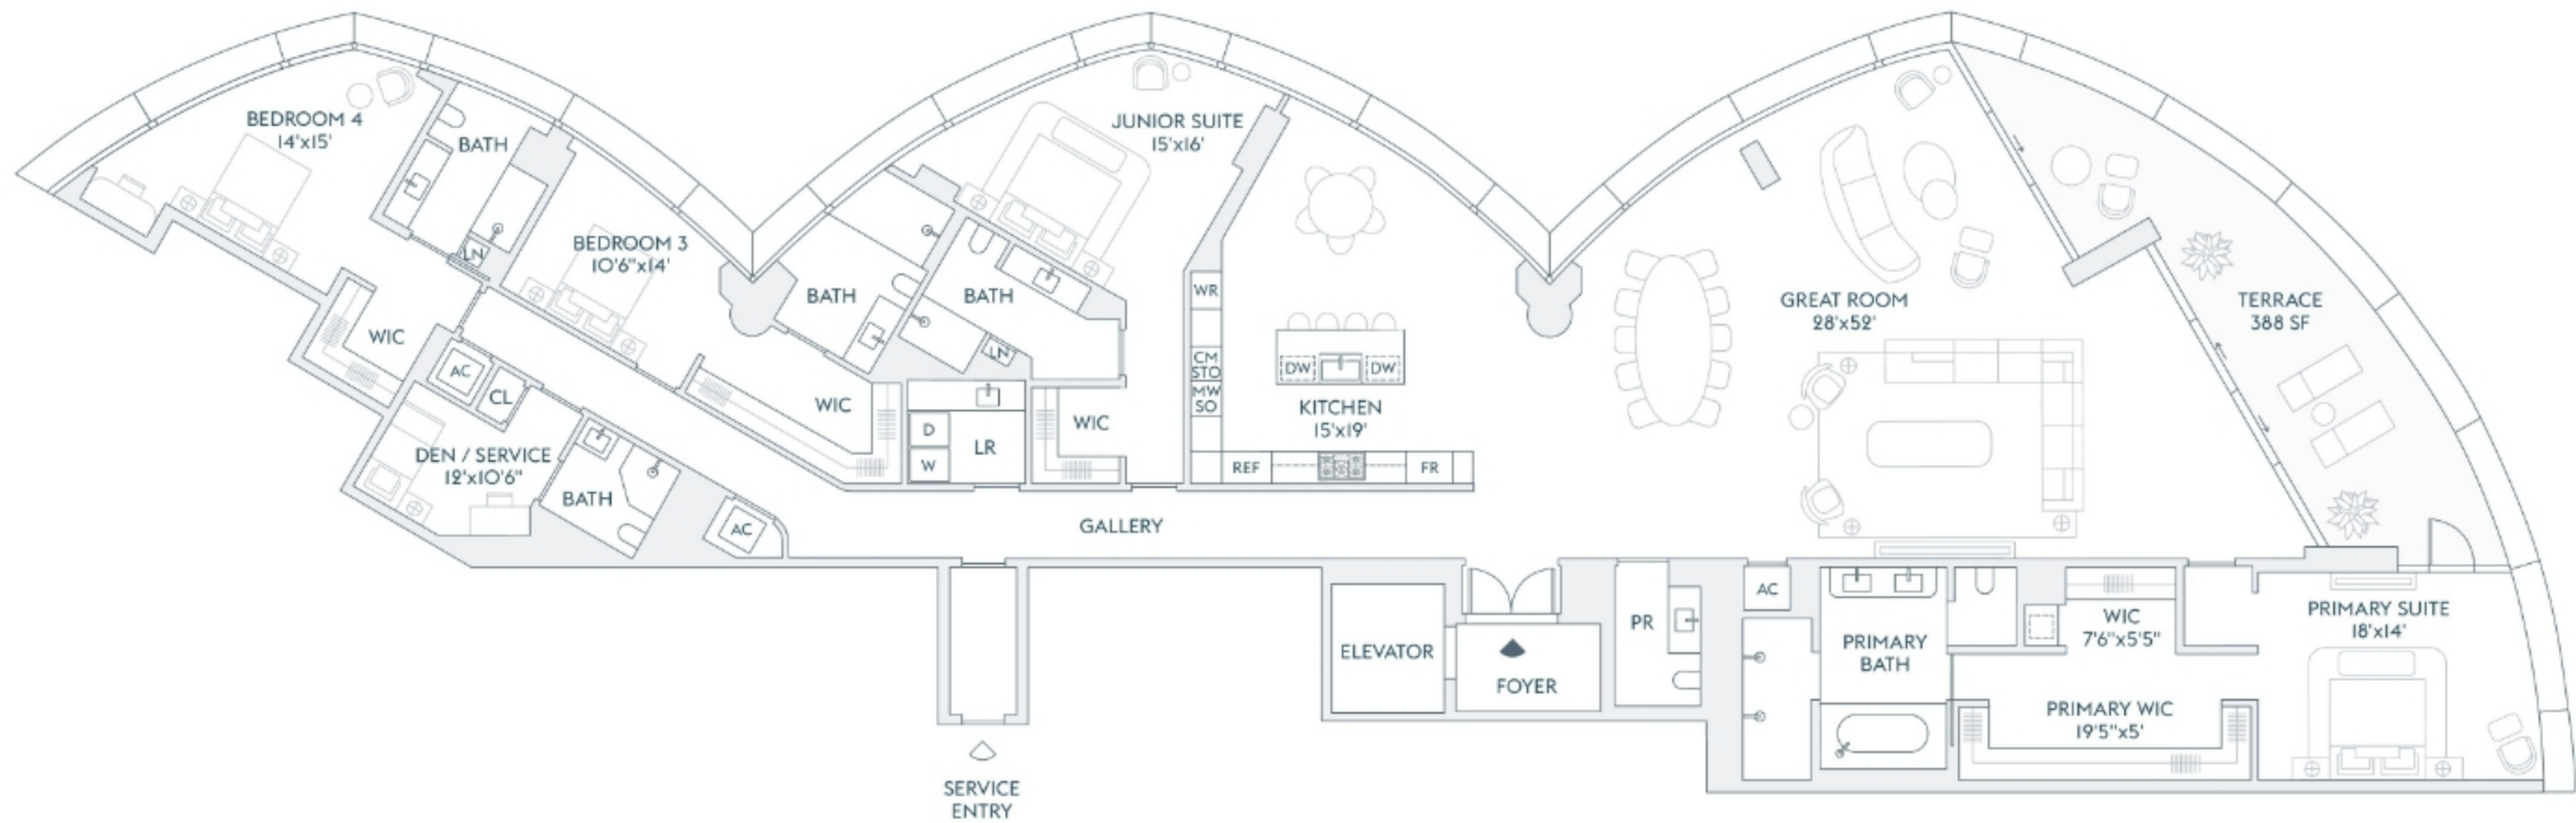 BEDROOM 4
14'x15'
BATH
LN
BEDROOM 3
10'6"x14'
WIC
AC
CL
DEN / SERVICE
12'x10'6"
BATH
AC
BATH
WIC
JUNIOR SUITE
15'x16'
BATH
LN
D
W
LR
WIC
WR
CM
STO
MW
SO
DW
DW
KITCHEN
15'x19'
REF
FR
GALLERY
GREAT ROOM
28'x52'
TERRACE
388 SF
SERVICE
ENTRY
ELEVATOR
FOYER
PR
AC
PRIMARY
BATH
WIC
7'6"x5'5"
PRIMARY WIC
19'5"x5'
PRIMARY SUITE
18'x14'